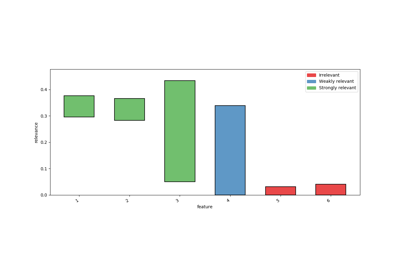 Irrelevant
Weakly relevant
Strongly relevant
0.4
0.3
0.2
0.1
0.0
relevance
1 2 3 4 5 6
feature